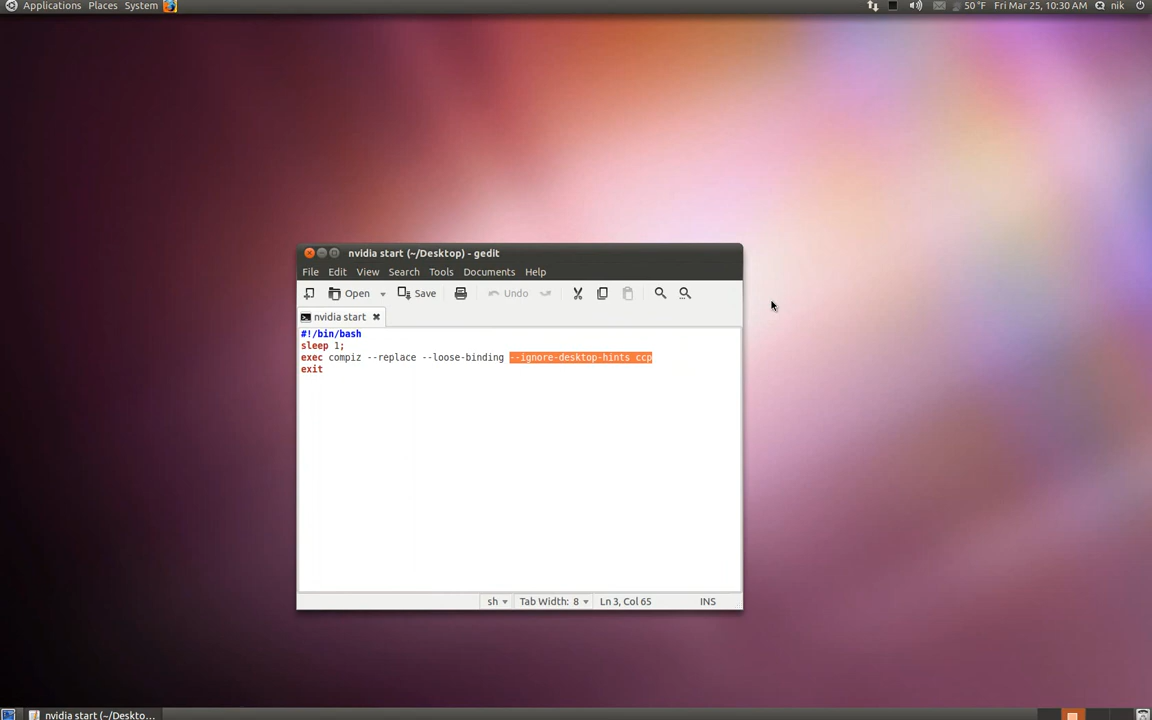 Applications Places System 50 °F Fri Mar 25, 10:30 AM nik
nvidia start (~/Desktop) - gedit
File Edit View Search Tools Documents Help
Open Save Undo
nvidia start
#!/bin/bash
sleep 1;
exec compiz --replace --loose-binding --ignore-desktop-hints ccp
exit
sh Tab Width: 8 Ln 3, Col 65 INS
nvidia start (~/Deskto...